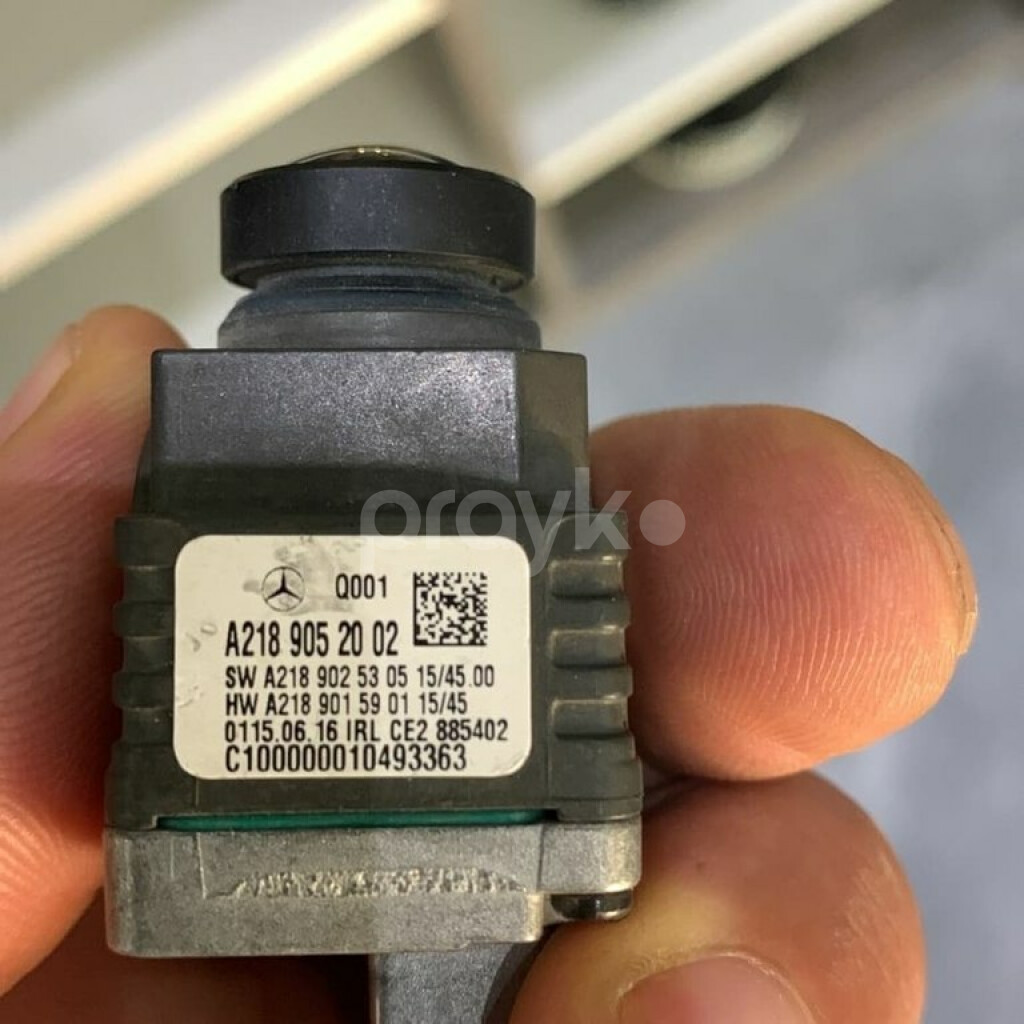 proyko
Q001
A218 905 20 02
SW A218 902 53 05 15/45.00
HW A218 901 59 01 15/45
0115.06.16 IRL CE2 885402
C100000010493363